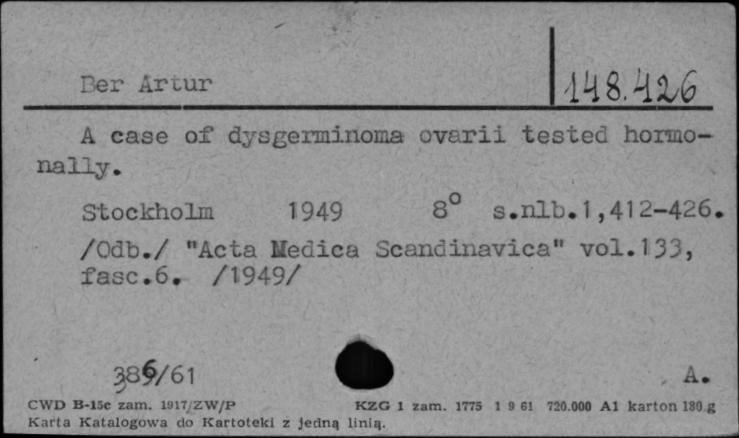 Ber Artur
148.426
A case of dysgerminoma ovarii tested hormo-
nally.
Stockholm 1949 8° s.nlb.1,412-426.
/Odb./ "Acta Medica Scandinavica" vol.133,
fasc.6. /1949/
386/61 A.
CWD B-15c zam. 1917/ZW/P KZG 1 zam. 1775 1 9 61 720.000 A1 karton 180.g
Karta Katalogowa do Kartoteki z jedną linią.